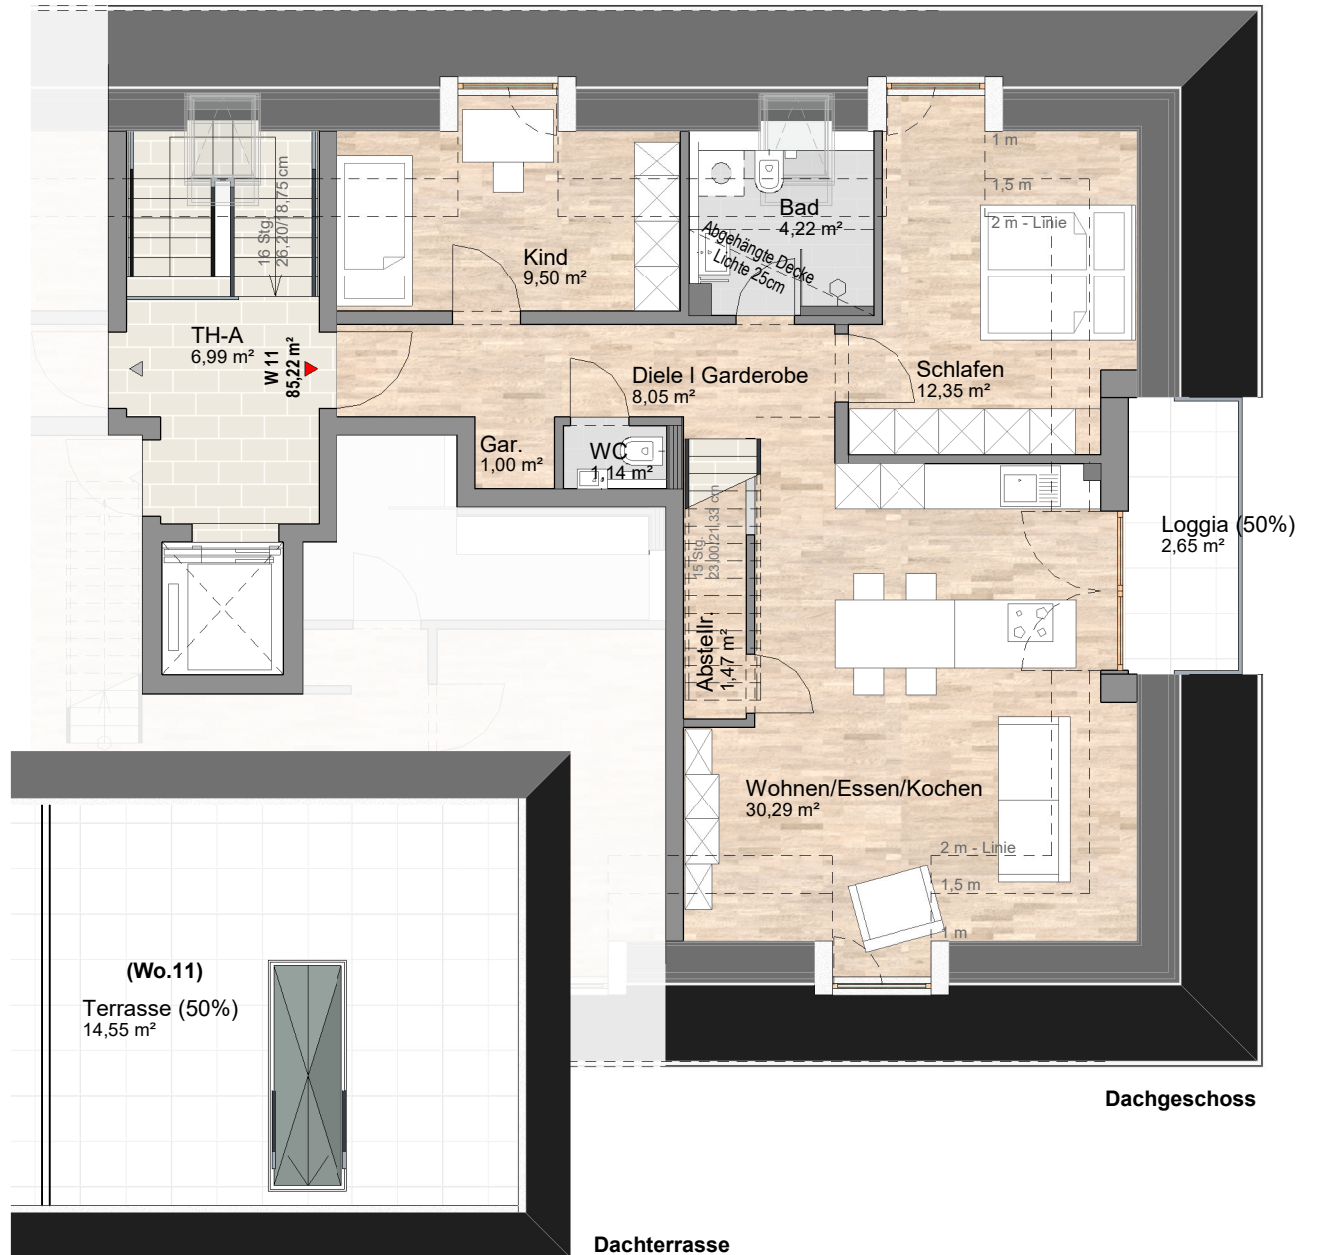 1 m
1,5 m
2 m - Linie
16 Stg.
26,20/18,75 cm
Bad
4,22 m²
Abgehängte Decke
Lichte 25cm
Kind
9,50 m²
TH-A
6,99 m²
W 11
85,22 m²
Diele I Garderobe
8,05 m²
Schlafen
12,35 m²
Gar.
1,00 m²
WC
1,14 m²
15 Stg.
23,00/21,33 cm
Abstellr.
1,47 m²
Loggia (50%)
2,65 m²
Wohnen/Essen/Kochen
30,29 m²
2 m - Linie
1,5 m
1 m
(Wo.11)
Terrasse (50%)
14,55 m²
Dachgeschoss
Dachterrasse